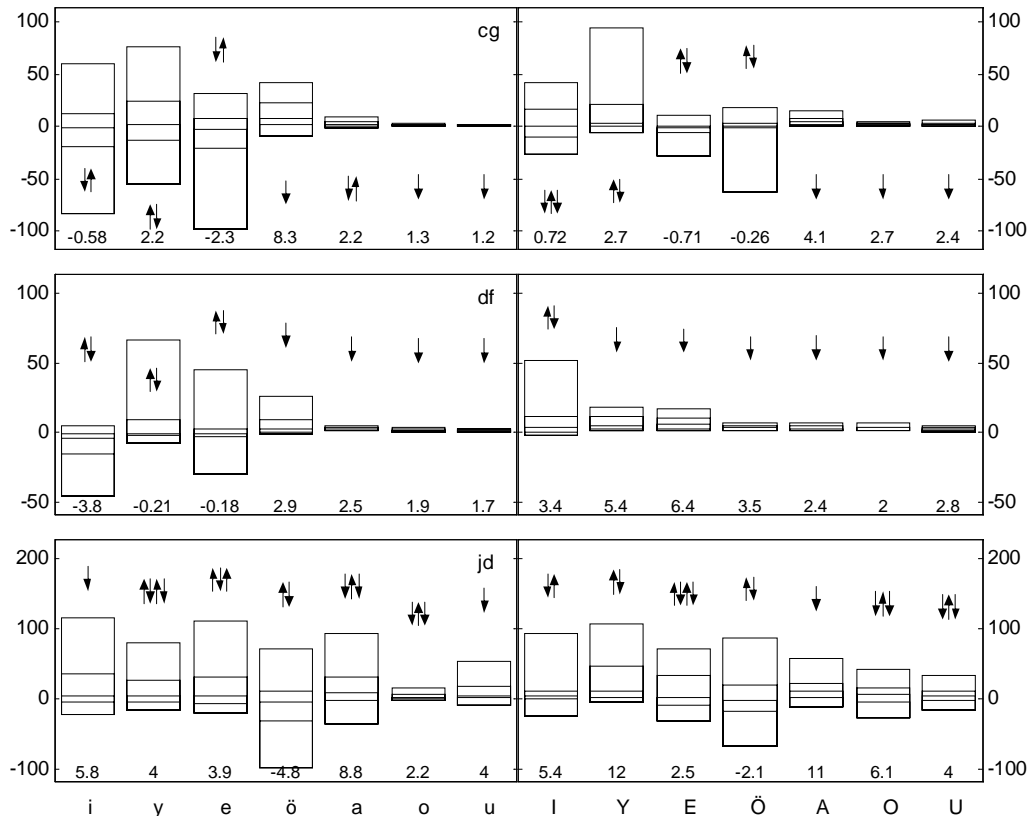 100 cg 100
50 50
0 0
-50 -50
-100 -100
-0.58 2.2 -2.3 8.3 2.2 1.3 1.2 0.72 2.7 -0.71 -0.26 4.1 2.7 2.4
100 df 100
50 50
0 0
-50 -50
-3.8 -0.21 -0.18 2.9 2.5 1.9 1.7 3.4 5.4 6.4 3.5 2.4 2 2.8
200 jd 200
100 100
0 0
-100 -100
5.8 4 3.9 -4.8 8.8 2.2 4 5.4 12 2.5 -2.1 11 6.1 4
i y e ö a o u I Y E Ö A O U